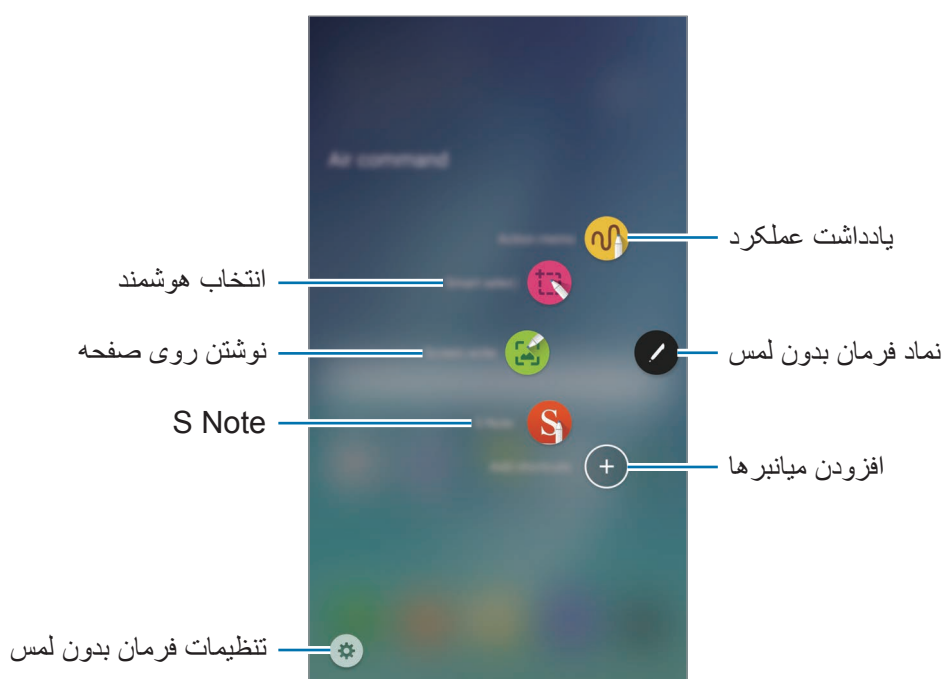 Air command
یادداشت عملکرد
انتخاب هوشمند
نوشتن روی صفحه
نماد فرمان بدون لمس
S Note
افزودن میانبرها
تنظیمات فرمان بدون لمس